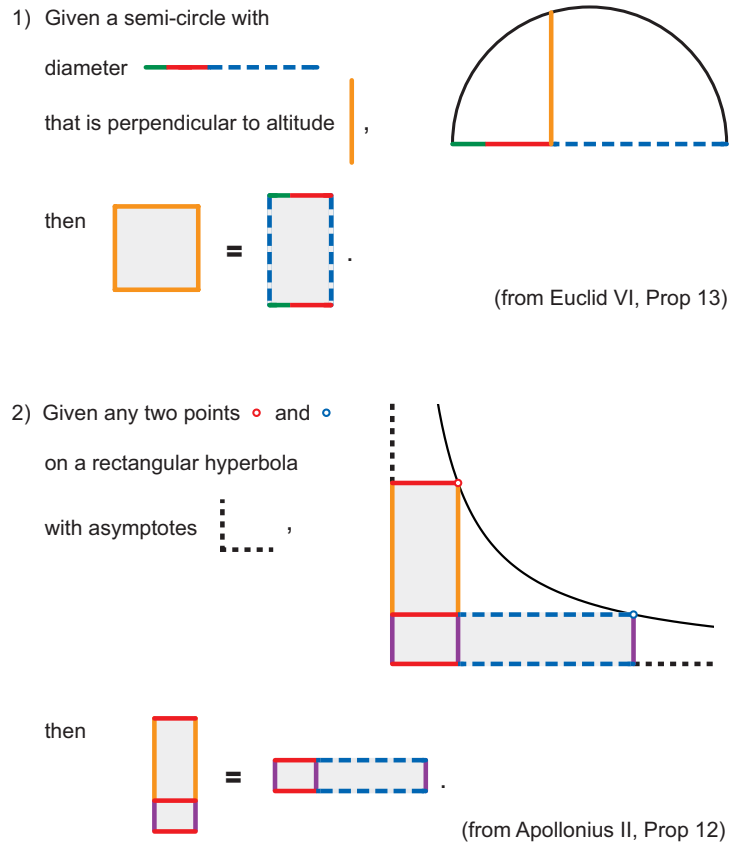 1) Given a semi-circle with
diameter
that is perpendicular to altitude ,
then = .
(from Euclid VI, Prop 13)
2) Given any two points and
on a rectangular hyperbola
with asymptotes ,
then = .
(from Apollonius II, Prop 12)